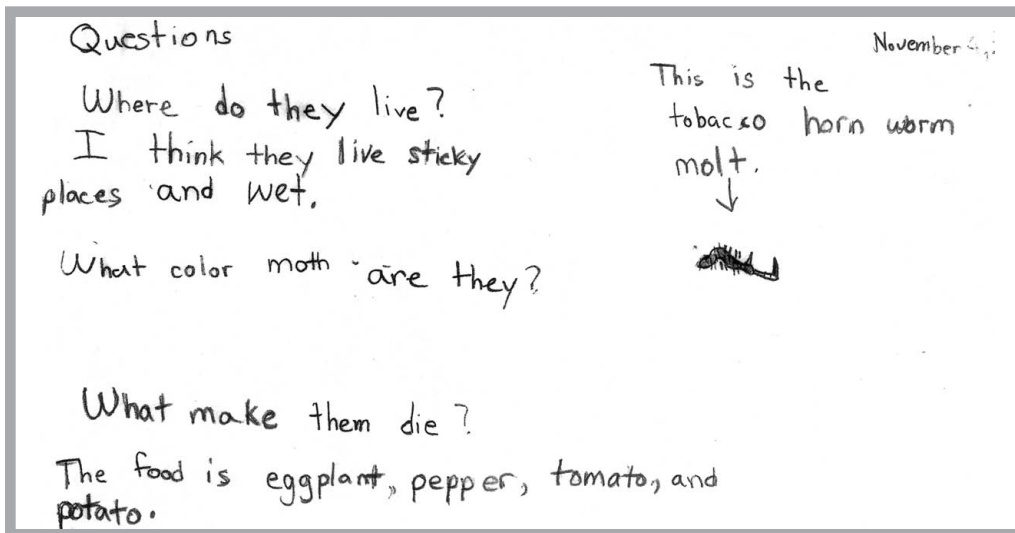 Questions
Where do they live?
I think they live sticky
places and wet.
What color moth are they?
What make them die?
The food is eggplant, pepper, tomato, and
potato.
November
This is the
tobacco horn worm
molt.